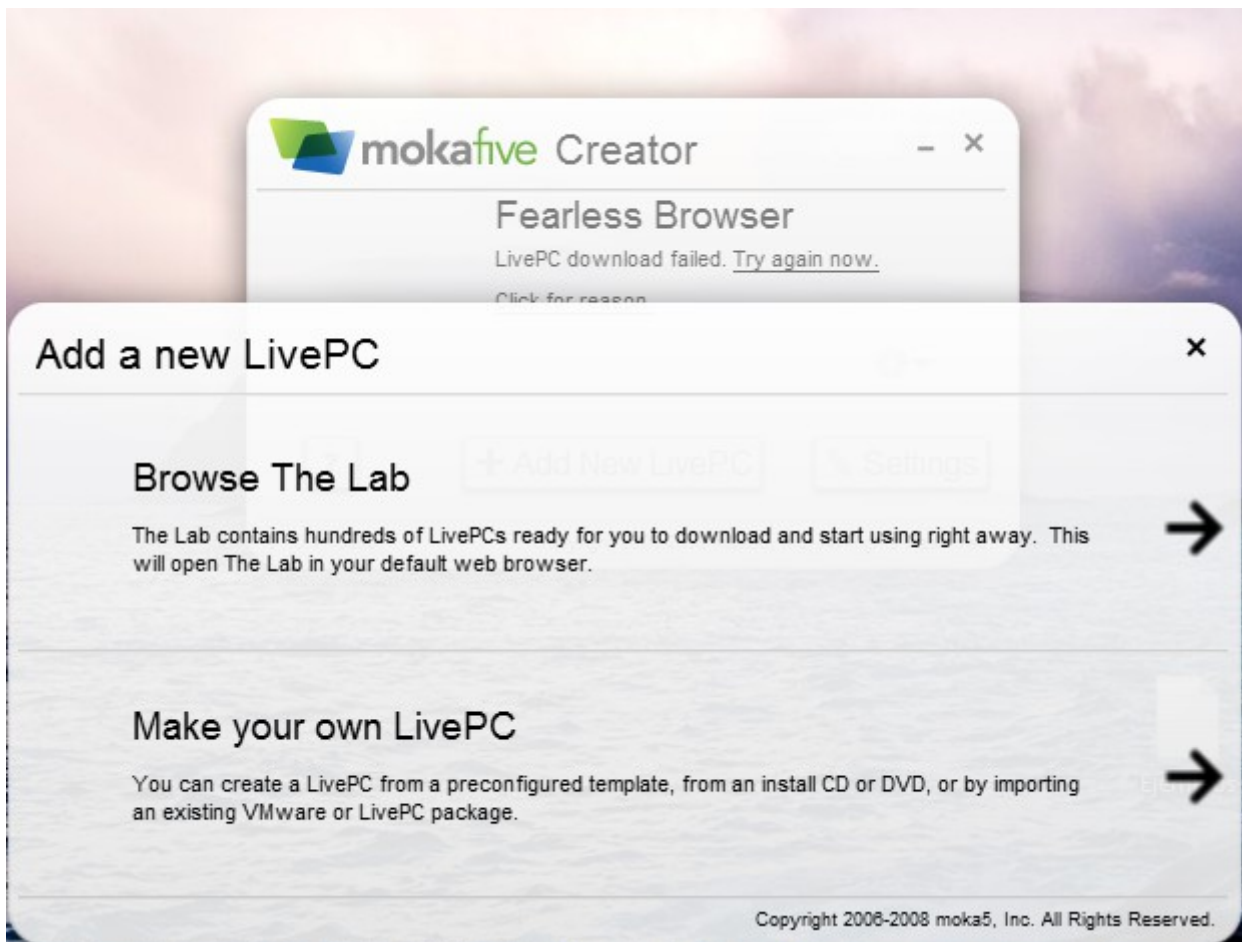 mokafive Creator
Fearless Browser
LivePC download failed. Try again now.
Click for reason.
Add a new LivePC
+ Add New LivePC
Settings
Browse The Lab
The Lab contains hundreds of LivePCs ready for you to download and start using right away. This
will open The Lab in your default web browser.
Make your own LivePC
You can create a LivePC from a preconfigured template, from an install CD or DVD, or by importing
an existing VMware or LivePC package.
Copyright 2006-2008 moka5, Inc. All Rights Reserved.